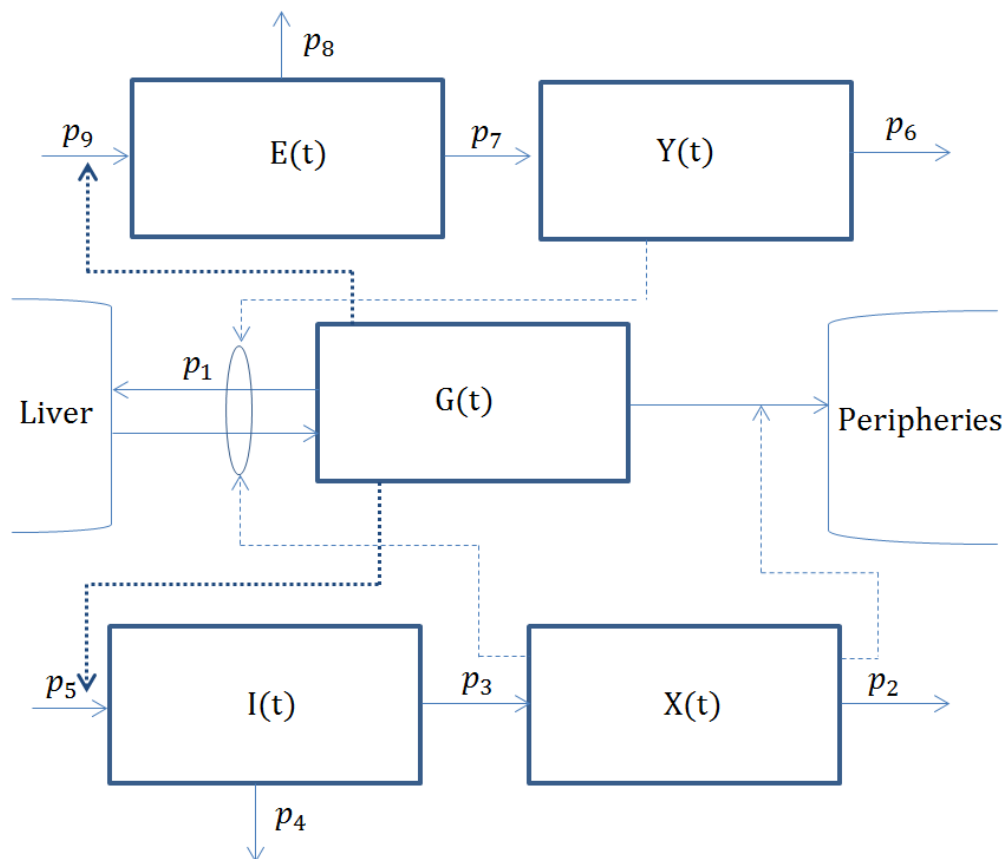 p₈
p₉
E(t)
p₇
Y(t)
p₆
p₁
G(t)
Liver
Peripheries
p₅
I(t)
p₃
X(t)
p₂
p₄